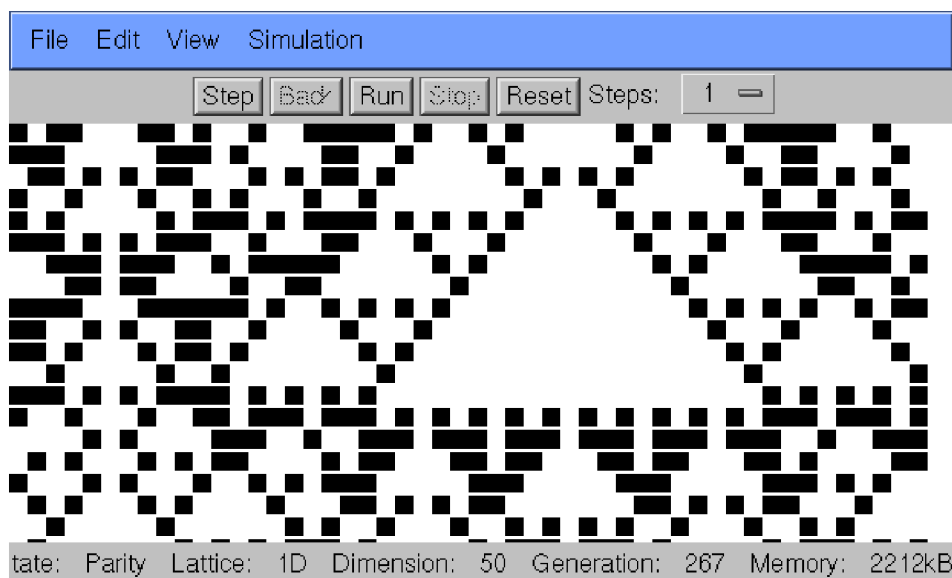 File Edit View Simulation
Step Back Run Stop Reset Steps: 1
tate: Parity Lattice: 1D Dimension: 50 Generation: 267 Memory: 2212kB